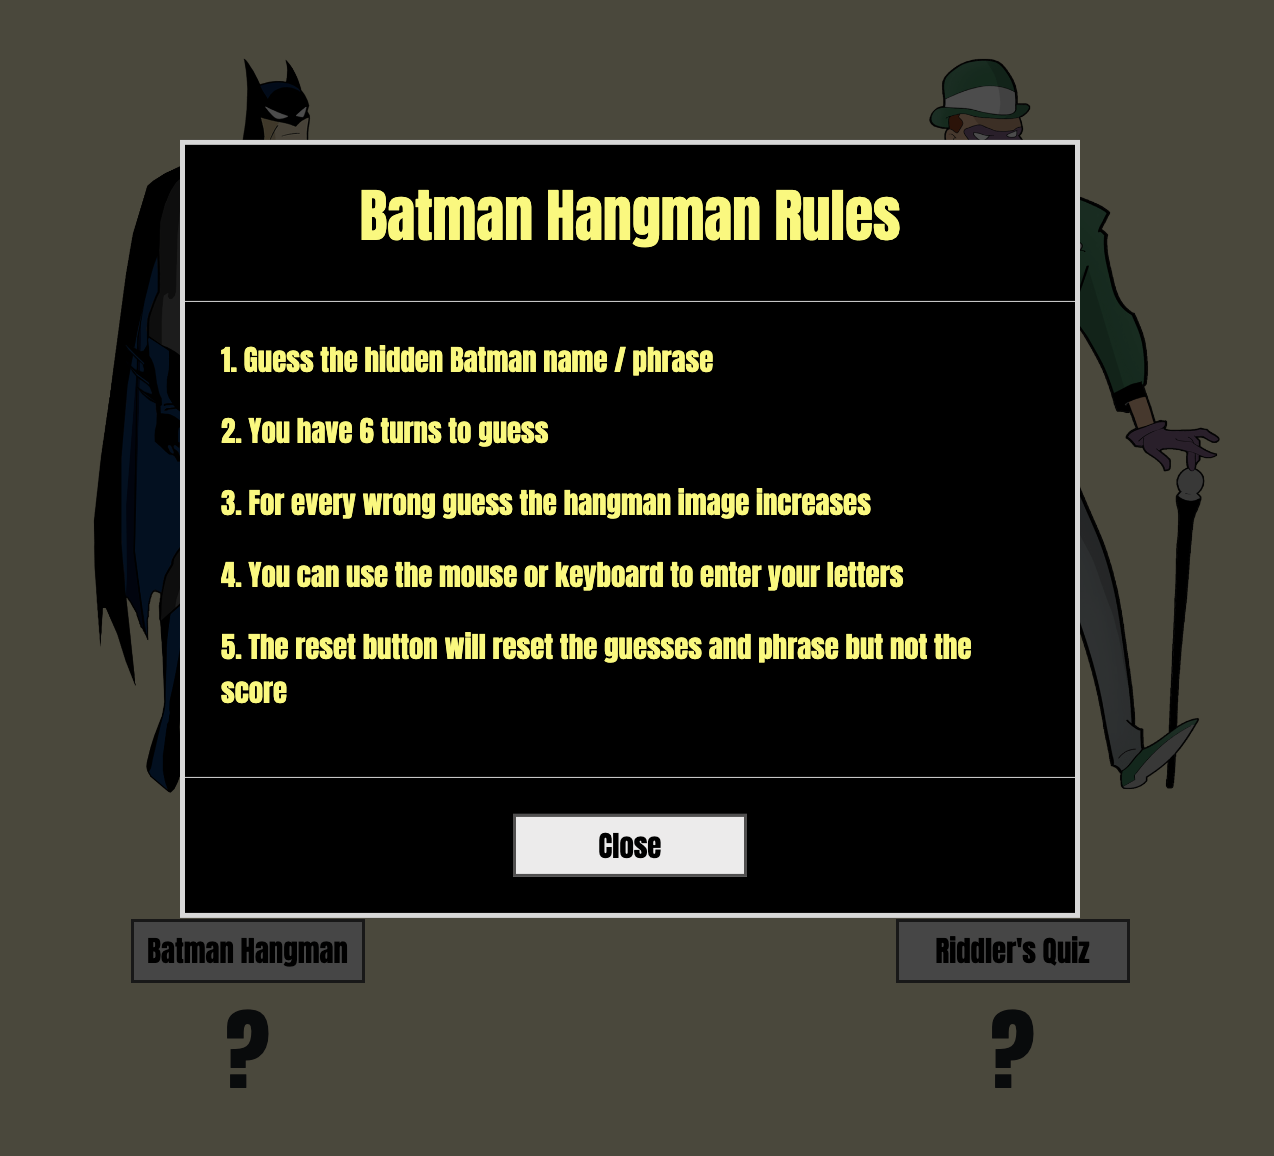 Batman Hangman Rules
1. Guess the hidden Batman name / phrase
2. You have 6 turns to guess
3. For every wrong guess the hangman image increases
4. You can use the mouse or keyboard to enter your letters
5. The reset button will reset the guesses and phrase but not the
score
Close
Batman Hangman
Riddler's Quiz
?
?